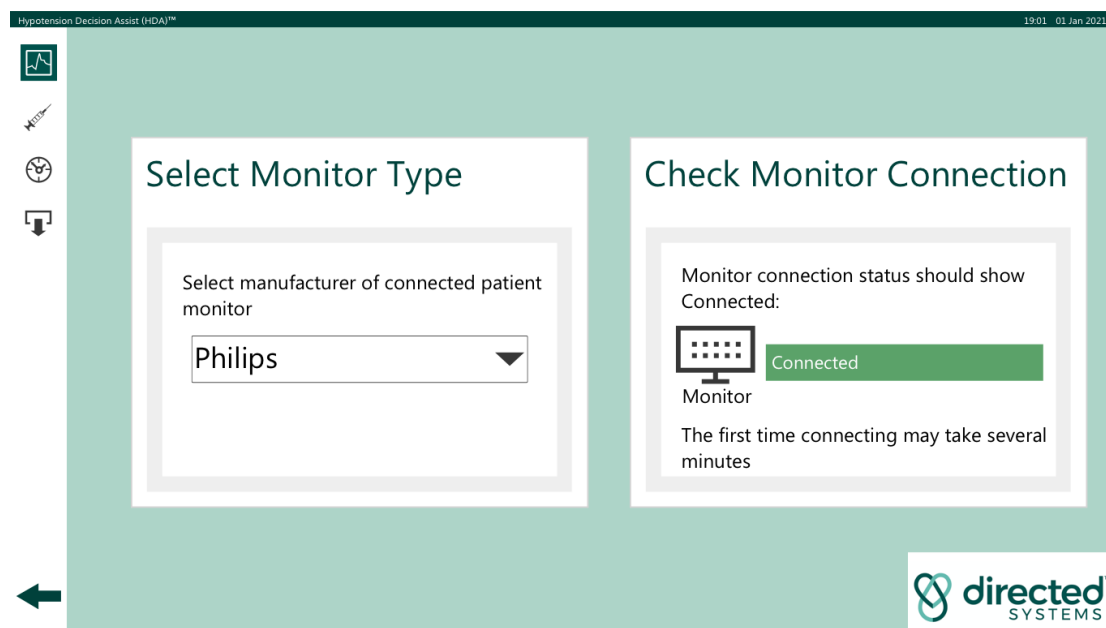 Hypotension Decision Assist (HDA)™
19:01 01 Jan 2021
Select Monitor Type
Select manufacturer of connected patient
monitor
Philips
Check Monitor Connection
Monitor connection status should show
Connected:
Connected
Monitor
The first time connecting may take several
minutes
directed
SYSTEMS